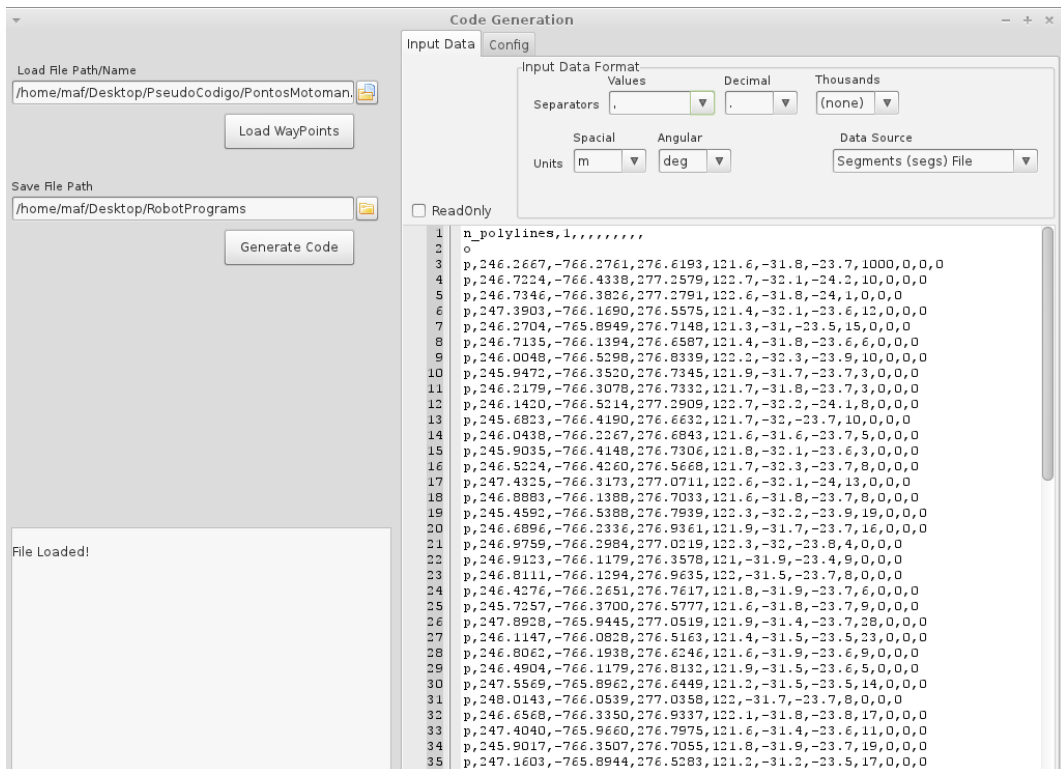 Code Generation
Input Data Config
Load File Path/Name
/home/maf/Desktop/PseudoCodigo/PontosMotoman.
Load WayPoints
Save File Path
/home/maf/Desktop/RobotPrograms
Generate Code
File Loaded!
Input Data Format
Values Decimal Thousands
Separators , . (none)
Spacial Angular Data Source
Units m deg Segments (segs) File
ReadOnly
1 n_polylines,1,,,,,,,,,
2 o
3 p,246.2667,-766.2761,276.6193,121.6,-31.8,-23.7,1000,0,0,0
4 p,246.7224,-766.4338,277.2579,122.7,-32.1,-24.2,10,0,0,0
5 p,246.7346,-766.3826,277.2791,122.6,-31.8,-24,1,0,0,0
6 p,247.3903,-766.1690,276.5575,121.4,-32.1,-23.6,12,0,0,0
7 p,246.2704,-765.8949,276.7148,121.3,-31,-23.5,15,0,0,0
8 p,246.7135,-766.1394,276.6587,121.4,-31.8,-23.6,6,0,0,0
9 p,246.0048,-766.5298,276.8339,122.2,-32.3,-23.9,10,0,0,0
10 p,245.9472,-766.3520,276.7345,121.9,-31.7,-23.7,3,0,0,0
11 p,246.2179,-766.3078,276.7332,121.7,-31.8,-23.7,3,0,0,0
12 p,246.1420,-766.5214,277.2909,122.7,-32.2,-24.1,8,0,0,0
13 p,245.6823,-766.4190,276.6632,121.7,-32,-23.7,10,0,0,0
14 p,246.0438,-766.2267,276.6843,121.6,-31.6,-23.7,5,0,0,0
15 p,245.9035,-766.4148,276.7306,121.8,-32.1,-23.6,3,0,0,0
16 p,246.5224,-766.4260,276.5668,121.7,-32.3,-23.7,8,0,0,0
17 p,247.4325,-766.3173,277.0711,122.6,-32.1,-24,13,0,0,0
18 p,246.8883,-766.1388,276.7033,121.6,-31.8,-23.7,8,0,0,0
19 p,245.4592,-766.5388,276.7939,122.3,-32.2,-23.9,19,0,0,0
20 p,246.6896,-766.2336,276.9361,121.9,-31.7,-23.7,16,0,0,0
21 p,246.9759,-766.2984,277.0219,122.3,-32,-23.8,4,0,0,0
22 p,246.9123,-766.1179,276.3578,121,-31.9,-23.4,9,0,0,0
23 p,246.8111,-766.1294,276.9635,122,-31.5,-23.7,8,0,0,0
24 p,246.4276,-766.2651,276.7617,121.8,-31.9,-23.7,6,0,0,0
25 p,245.7257,-766.3700,276.5777,121.6,-31.8,-23.7,9,0,0,0
26 p,247.8928,-765.9445,277.0519,121.9,-31.4,-23.7,28,0,0,0
27 p,246.1147,-766.0828,276.5163,121.4,-31.5,-23.5,23,0,0,0
28 p,246.8062,-766.1938,276.6246,121.6,-31.9,-23.6,9,0,0,0
29 p,246.4904,-766.1179,276.8132,121.9,-31.5,-23.6,5,0,0,0
30 p,247.5569,-765.8962,276.6449,121.2,-31.5,-23.5,14,0,0,0
31 p,248.0143,-766.0539,277.0358,122,-31.7,-23.7,8,0,0,0
32 p,246.6568,-766.3350,276.9337,122.1,-31.8,-23.8,17,0,0,0
33 p,247.4040,-765.9660,276.7975,121.6,-31.4,-23.6,11,0,0,0
34 p,245.9017,-766.3507,276.7055,121.8,-31.9,-23.7,19,0,0,0
35 p,247.1603,-765.8944,276.5283,121.2,-31.2,-23.5,17,0,0,0